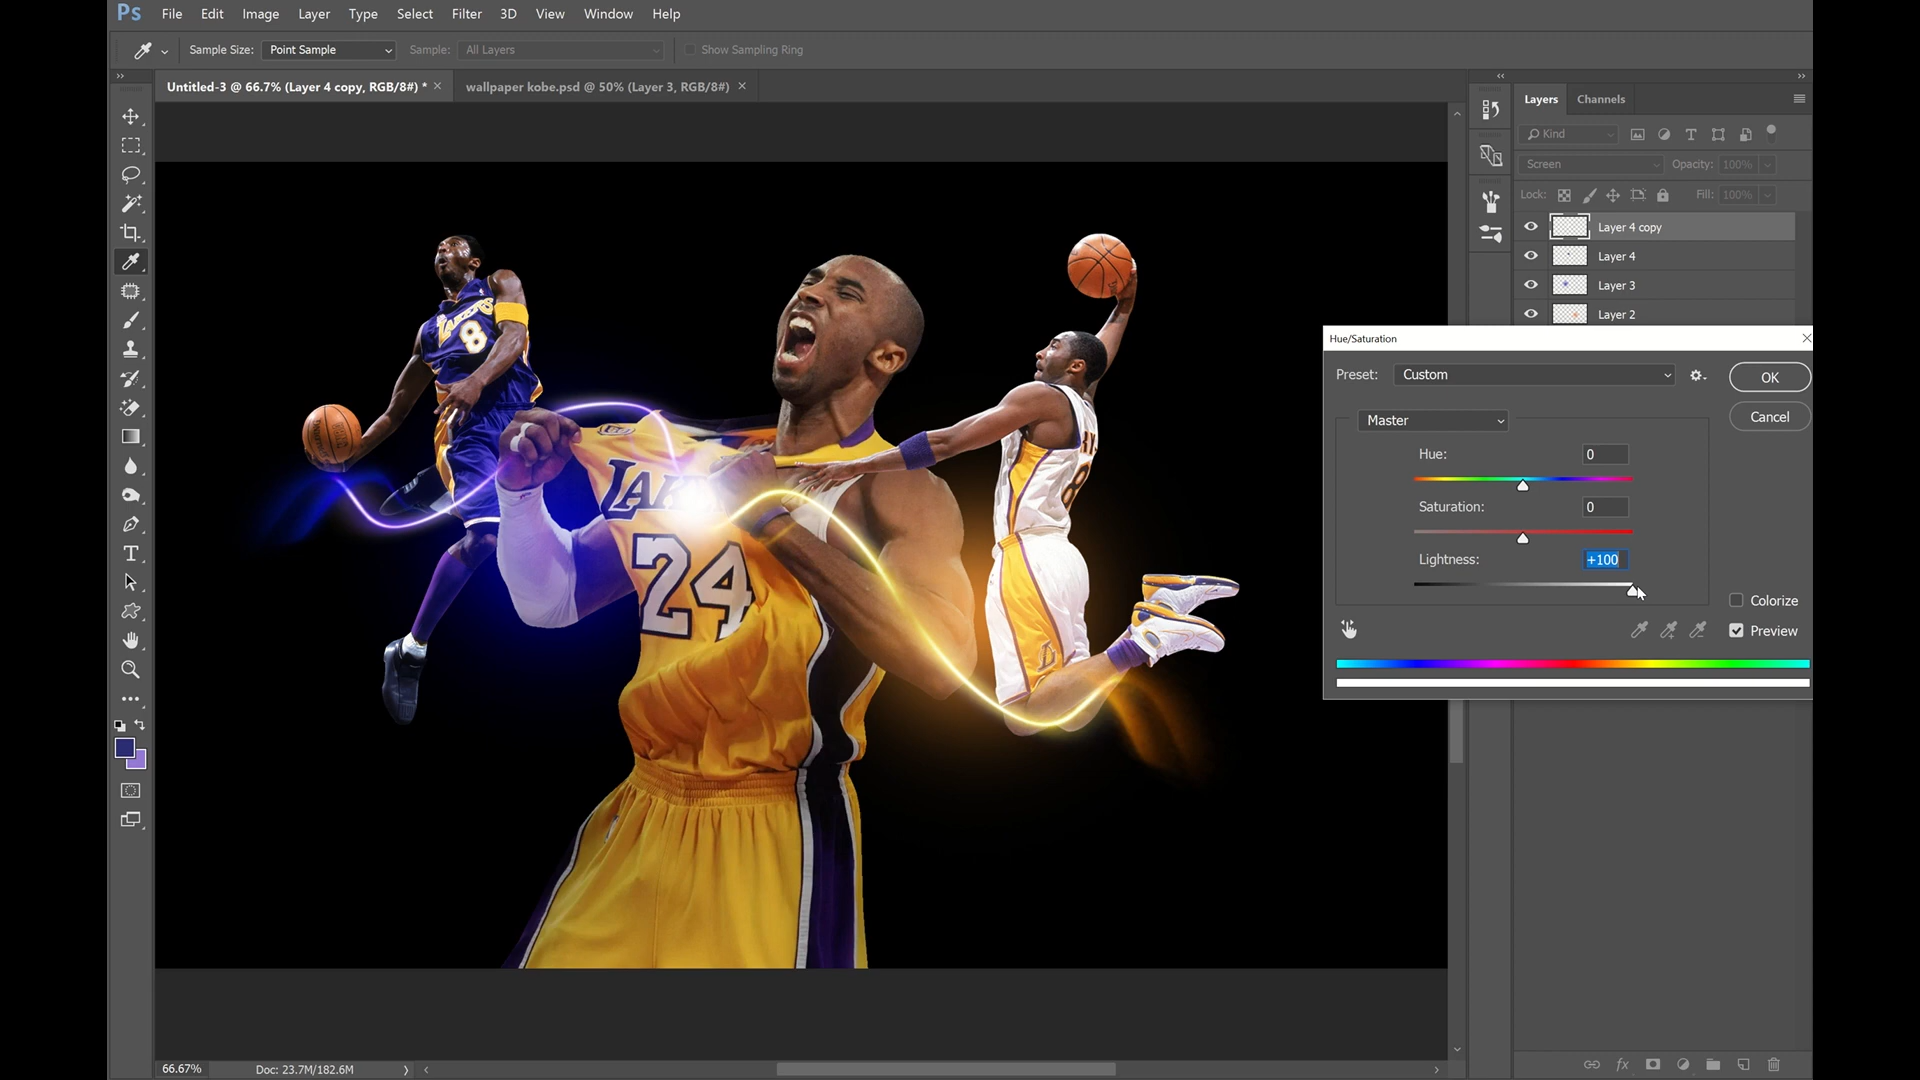 Ps File Edit Image Layer Type Select Filter 3D View Window Help
Sample Size: Point Sample Sample: All Layers Show Sampling Ring
Untitled-3 @ 66.7% (Layer 4 copy, RGB/8#) * wallpaper kobe.psd @ 50% (Layer 3, RGB/8#)
Layers Channels
Kind
Screen Opacity: 100%
Lock: Fill: 100%
Layer 4 copy
Layer 4
Layer 3
Layer 2
Hue/Saturation
Preset: Custom OK
Master Cancel
Hue: 0
Saturation: 0
Lightness: +100
Colorize
Preview
LAKERS
8
LAK
24
8
66.67% Doc: 23.7M/182.6M